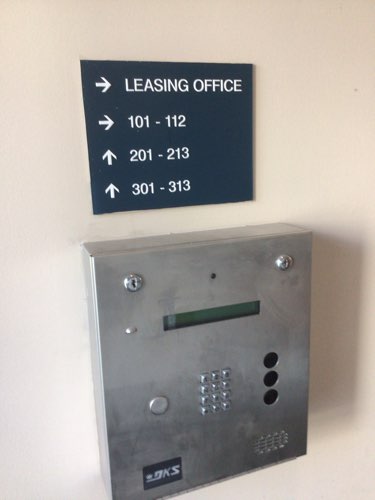 → LEASING OFFICE
→ 101 - 112
↑ 201 - 213
↑ 301 - 313
DKS